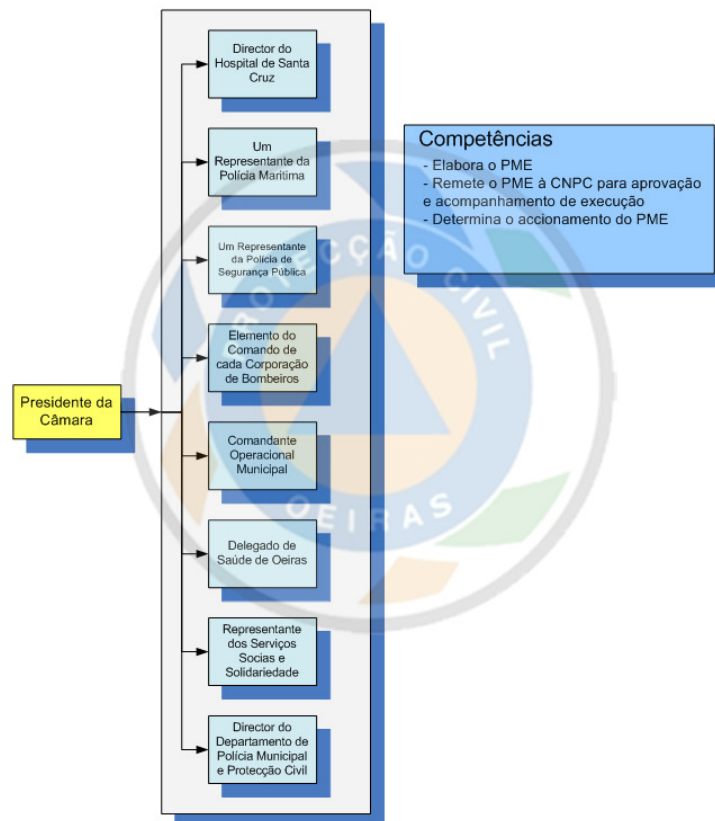 Director do
Hospital de Santa
Cruz
Um
Representante da
Polícia Maritima
Um Representante
da Polícia de
Segurança Pública
Elemento do
Comando de
cada Corporação
de Bombeiros
Presidente da
Câmara
Comandante
Operacional
Municipal
Delegado de
Saúde de Oeiras
Representante
dos Serviços
Socias e
Solidariedade
Director do
Departamento de
Polícia Municipal
e Protecção Civil
Competências
- Elabora o PME
- Remete o PME à CNPC para aprovação
e acompanhamento de execução
- Determina o accionamento do PME
PROTECÇÃO CIVIL
OEIRAS